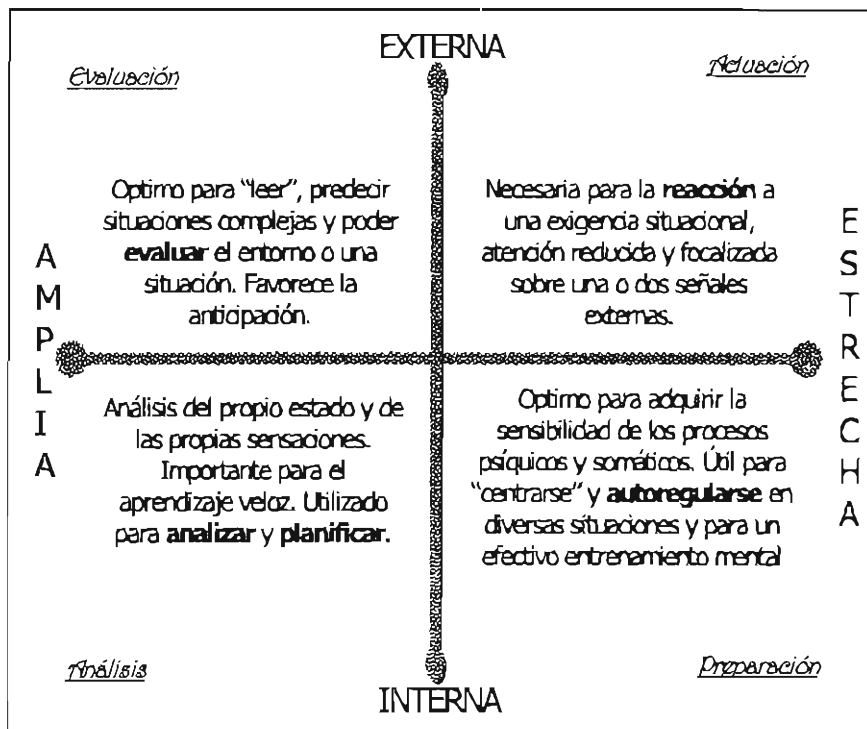 EXTERNA
Evaluación
Actuación
Optimo para "leer", predecir
situaciones complejas y poder
evaluar el entorno o una
situación. Favorece la
anticipación.
Necesaria para la reacción a
una exigencia situacional,
atención reducida y focalizada
sobre una o dos señales
externas.
AMPLIA
ESTRECHA
Análisis del propio estado y de
las propias sensaciones.
Importante para el
aprendizaje veloz. Utilizado
para analizar y planificar.
Optimo para adquirir la
sensibilidad de los procesos
psíquicos y somáticos. Útil para
"centrarse" y autoregularse en
diversas situaciones y para un
efectivo entrenamiento mental
Análisis
Preparación
INTERNA